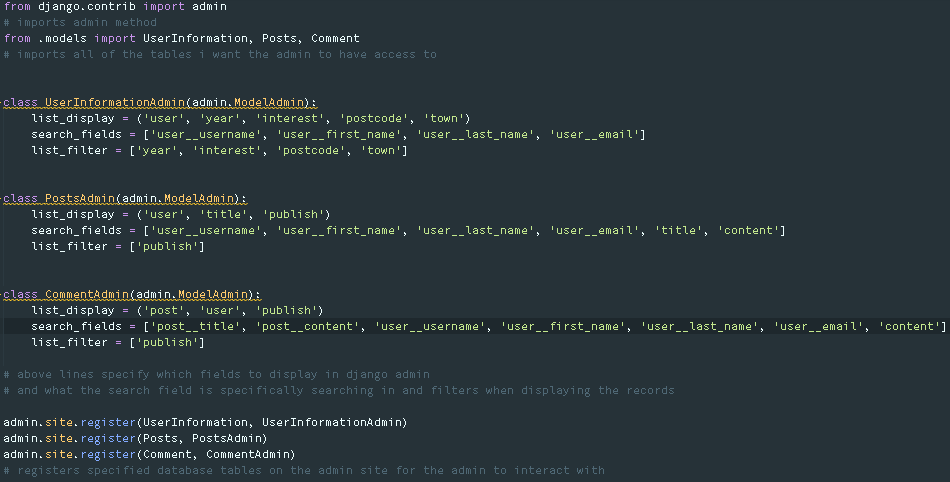 from django.contrib import admin
# imports admin method
from .models import UserInformation, Posts, Comment
# imports all of the tables i want the admin to have access to
class UserInformationAdmin(admin.ModelAdmin):
    list_display = ('user', 'year', 'interest', 'postcode', 'town')
    search_fields = ['user__username', 'user__first_name', 'user__last_name', 'user__email']
    list_filter = ['year', 'interest', 'postcode', 'town']
class PostsAdmin(admin.ModelAdmin):
    list_display = ('user', 'title', 'publish')
    search_fields = ['user__username', 'user__first_name', 'user__last_name', 'user__email', 'title', 'content']
    list_filter = ['publish']
class CommentAdmin(admin.ModelAdmin):
    list_display = ('post', 'user', 'publish')
    search_fields = ['post__title', 'post__content', 'user__username', 'user__first_name', 'user__last_name', 'user__email', 'content']
    list_filter = ['publish']
# above lines specify which fields to display in django admin
# and what the search field is specifically searching in and filters when displaying the records
admin.site.register(UserInformation, UserInformationAdmin)
admin.site.register(Posts, PostsAdmin)
admin.site.register(Comment, CommentAdmin)
# registers specified database tables on the admin site for the admin to interact with